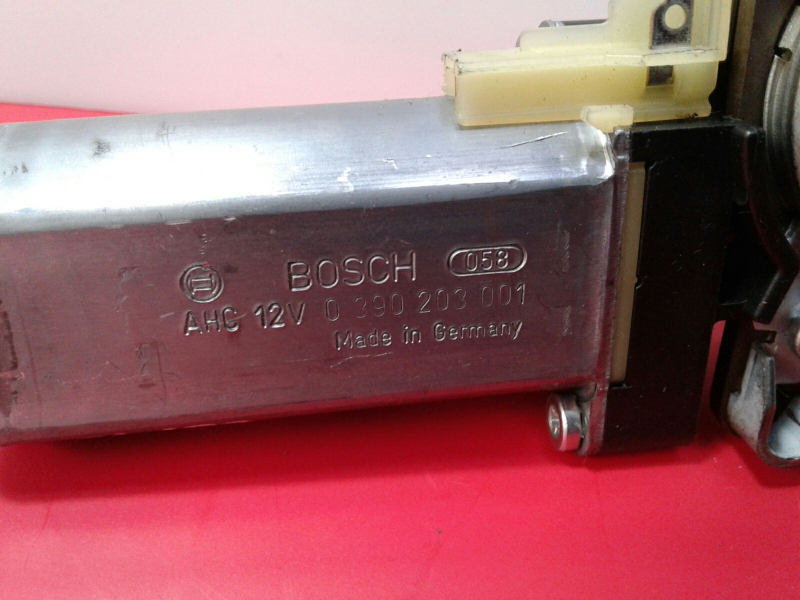 BOSCH 058
AHC 12V 0 390 203 001
Made in Germany